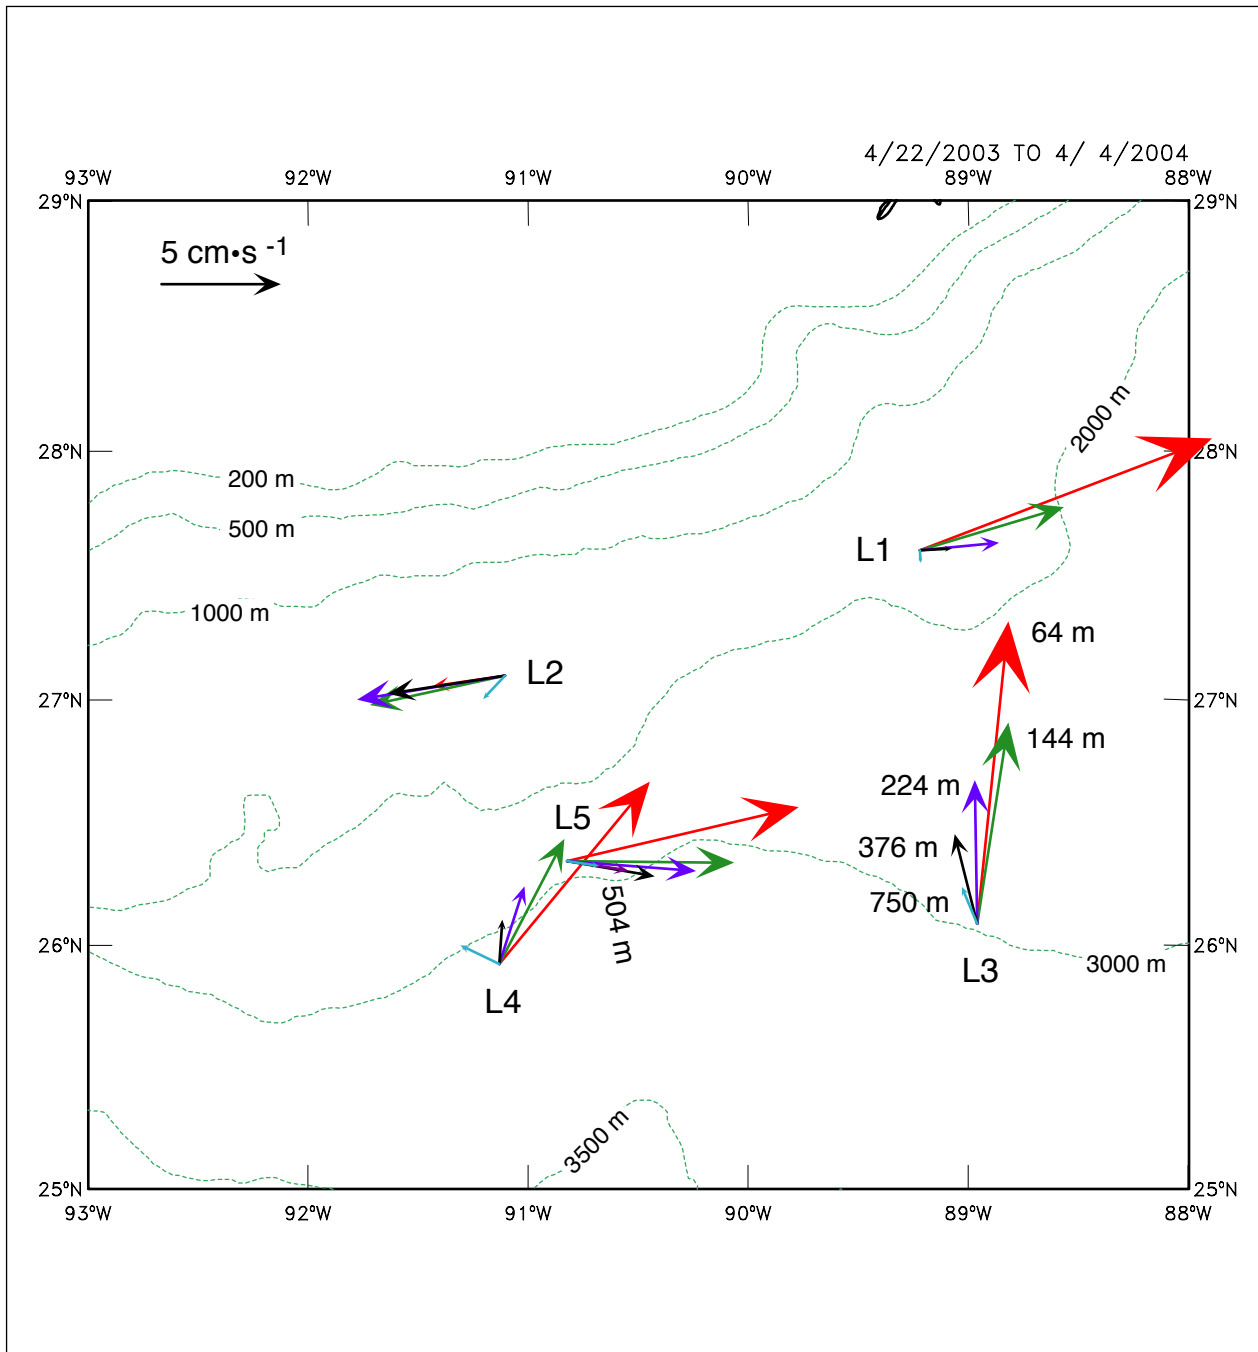 4/22/2003 TO 4/ 4/2004
93°W 92°W 91°W 90°W 89°W 88°W
29°N 29°N
5 cm•s -1
2000 m
28°N 28°N
200 m
500 m
L1
1000 m
64 m
L2
27°N 27°N
144 m
224 m
L5
376 m
750 m
504 m
26°N 26°N
3000 m
L3
L4
3500 m
25°N 25°N
93°W 92°W 91°W 90°W 89°W 88°W